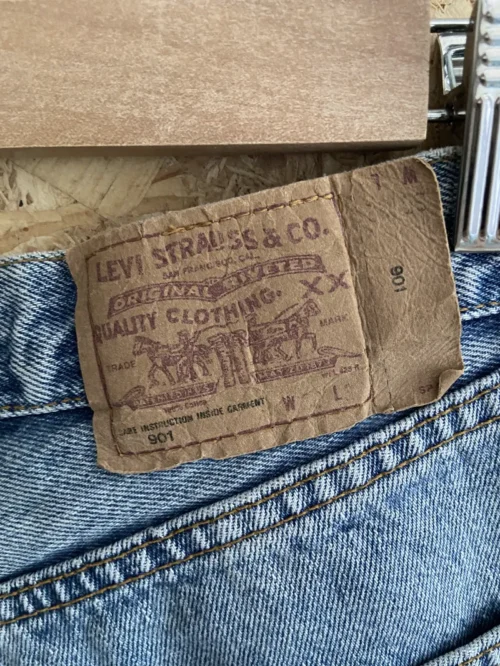 LEVI STRAUSS & CO.
SAN FRANCISCO, CAL.
ORIGINAL RIVETED
QUALITY CLOTHING. XX
TRADE MARK
CARE INSTRUCTION INSIDE GARMENT
901
W L
7 M
901